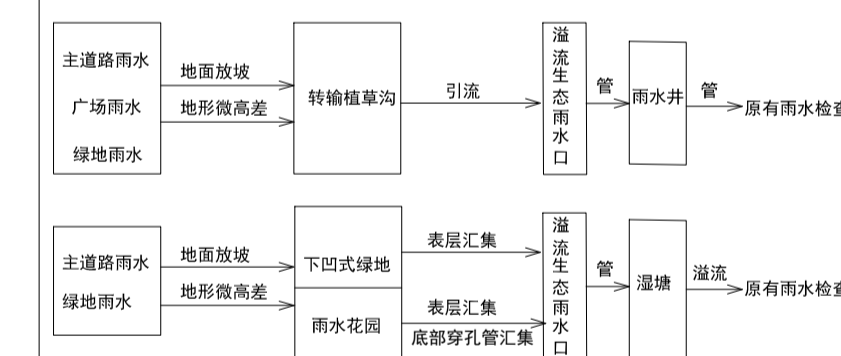 主道路雨水
广场雨水
绿地雨水
地面放坡
地形微高差
转输植草沟
引流
溢流生态雨水口
管
雨水井
管
原有雨水检查
主道路雨水
绿地雨水
地面放坡
地形微高差
下凹式绿地
雨水花园
表层汇集
表层汇集
底部穿孔管汇集
溢流生态雨水口
管
湿塘
溢流
原有雨水检查